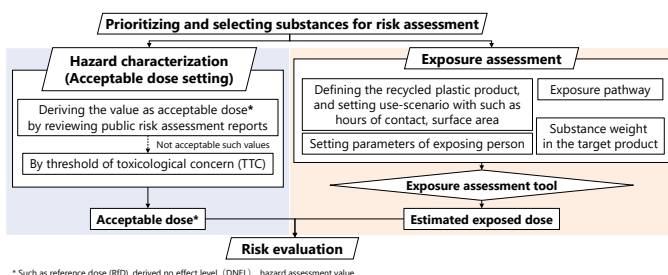 Prioritizing and selecting substances for risk assessment
Hazard characterization
(Acceptable dose setting)
Deriving the value as acceptable dose*
by reviewing public risk assessment reports
Not acceptable such values
By threshold of toxicological concern (TTC)
Acceptable dose*
Exposure assessment
Defining the recycled plastic product,
and setting use-scenario with such as
hours of contact, surface area
Setting parameters of exposing person
Exposure pathway
Substance weight
in the target product
Exposure assessment tool
Estimated exposed dose
Risk evaluation
* Such as reference dose (RfD), derived no effect level (DNEL), hazard assessment value